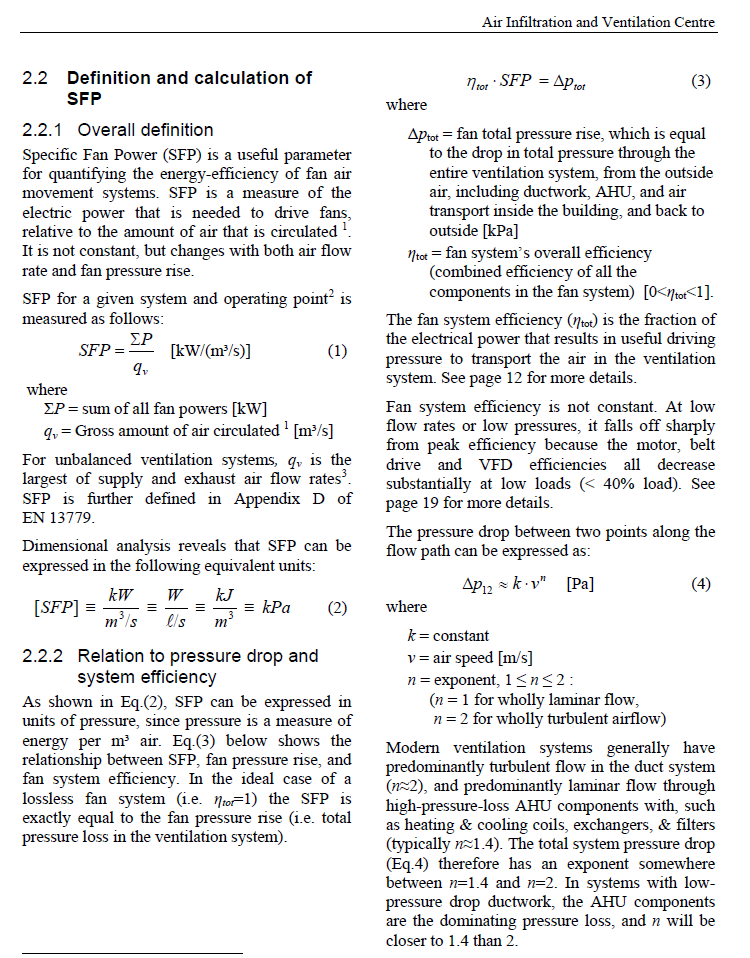 Air Infiltration and Ventilation Centre
2.2 Definition and calculation of
SFP
2.2.1 Overall definition
Specific Fan Power (SFP) is a useful parameter
for quantifying the energy-efficiency of fan air
movement systems. SFP is a measure of the
electric power that is needed to drive fans,
relative to the amount of air that is circulated ¹.
It is not constant, but changes with both air flow
rate and fan pressure rise.
SFP for a given system and operating point² is
measured as follows:
SFP = ΣP / qᵥ [kW/(m³/s)] (1)
where
ΣP = sum of all fan powers [kW]
qᵥ = Gross amount of air circulated ¹ [m³/s]
For unbalanced ventilation systems, qᵥ is the
largest of supply and exhaust air flow rates³.
SFP is further defined in Appendix D of
EN 13779.
Dimensional analysis reveals that SFP can be
expressed in the following equivalent units:
[SFP] ≡ kW / m³/s ≡ W / ℓ/s ≡ kJ / m³ ≡ kPa (2)
2.2.2 Relation to pressure drop and
system efficiency
As shown in Eq.(2), SFP can be expressed in
units of pressure, since pressure is a measure of
energy per m³ air. Eq.(3) below shows the
relationship between SFP, fan pressure rise, and
fan system efficiency. In the ideal case of a
lossless fan system (i.e. ηtot=1) the SFP is
exactly equal to the fan pressure rise (i.e. total
pressure loss in the ventilation system).
ηtot · SFP = Δptot (3)
where
Δptot = fan total pressure rise, which is equal
to the drop in total pressure through the
entire ventilation system, from the outside
air, including ductwork, AHU, and air
transport inside the building, and back to
outside [kPa]
ηtot = fan system's overall efficiency
(combined efficiency of all the
components in the fan system) [0<ηtot<1].
The fan system efficiency (ηtot) is the fraction of
the electrical power that results in useful driving
pressure to transport the air in the ventilation
system. See page 12 for more details.
Fan system efficiency is not constant. At low
flow rates or low pressures, it falls off sharply
from peak efficiency because the motor, belt
drive and VFD efficiencies all decrease
substantially at low loads (< 40% load). See
page 19 for more details.
The pressure drop between two points along the
flow path can be expressed as:
Δp₁₂ ≈ k · vⁿ [Pa] (4)
where
k = constant
v = air speed [m/s]
n = exponent, 1 ≤ n ≤ 2 :
(n = 1 for wholly laminar flow,
n = 2 for wholly turbulent airflow)
Modern ventilation systems generally have
predominantly turbulent flow in the duct system
(n≈2), and predominantly laminar flow through
high-pressure-loss AHU components with, such
as heating & cooling coils, exchangers, & filters
(typically n≈1.4). The total system pressure drop
(Eq.4) therefore has an exponent somewhere
between n=1.4 and n=2. In systems with low-
pressure drop ductwork, the AHU components
are the dominating pressure loss, and n will be
closer to 1.4 than 2.